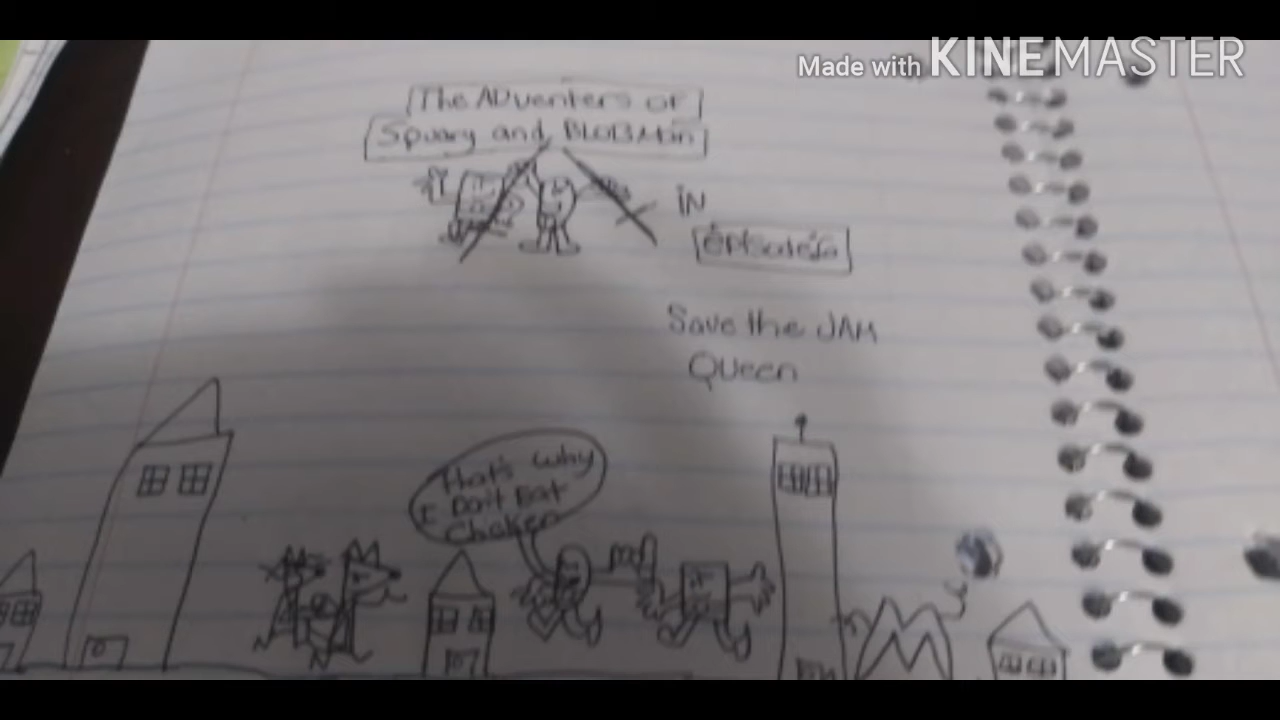 Made with KINEMASTER
The ADventers of
Spuary and BLOBMan
iN
Save the JAM
Queen
That's why
I Don't Eat
Chicken